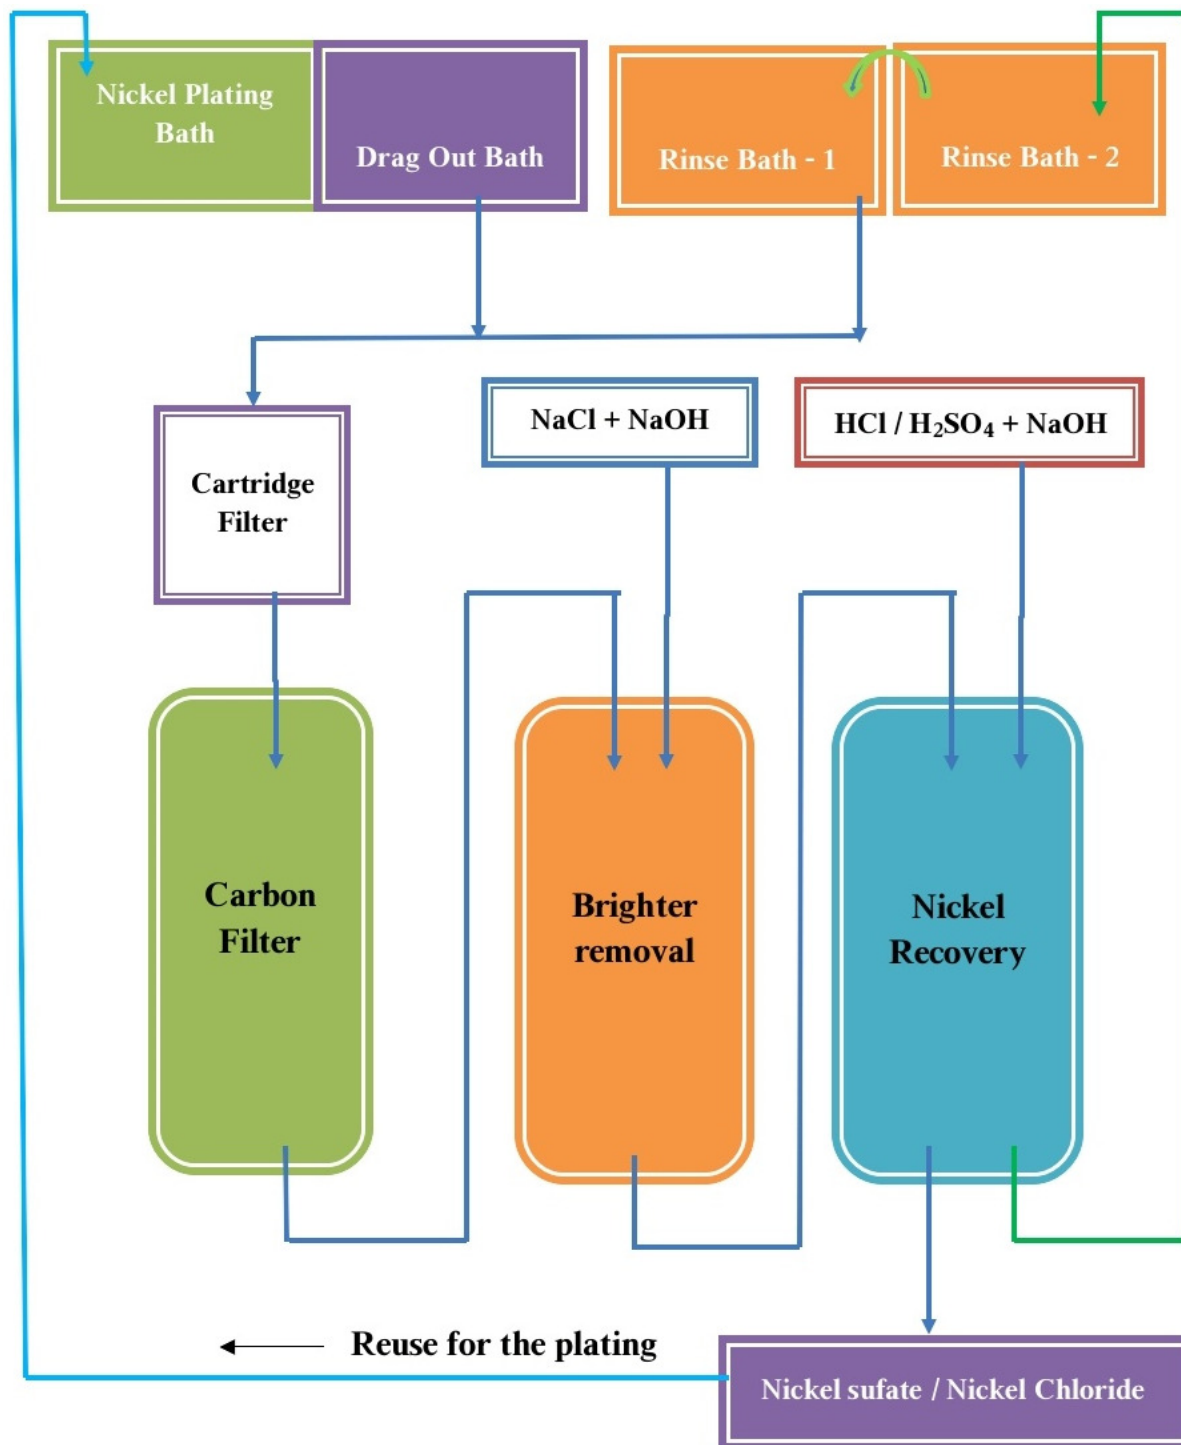 Nickel Plating
Bath
Drag Out Bath
Rinse Bath - 1
Rinse Bath - 2
Cartridge
Filter
NaCl + NaOH
HCl / H₂SO₄ + NaOH
Carbon
Filter
Brighter
removal
Nickel
Recovery
Reuse for the plating
Nickel sufate / Nickel Chloride